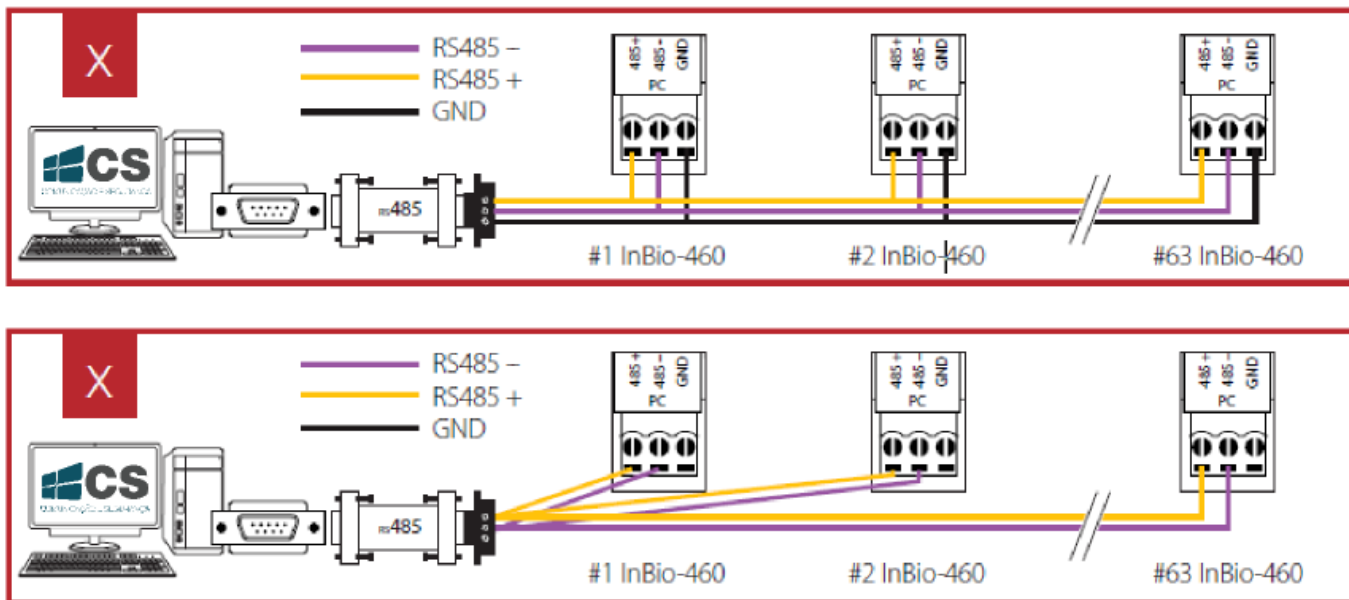 X
RS485 –
RS485 +
GND
485+ 485- GND
PC
485+ 485- GND
PC
485+ 485- GND
PC
CS
RS485
#1 InBio-460
#2 InBio-460
#63 InBio-460
X
RS485 –
RS485 +
GND
485+ 485- GND
PC
485+ 485- GND
PC
485+ 485- GND
PC
CS
RS485
#1 InBio-460
#2 InBio-460
#63 InBio-460